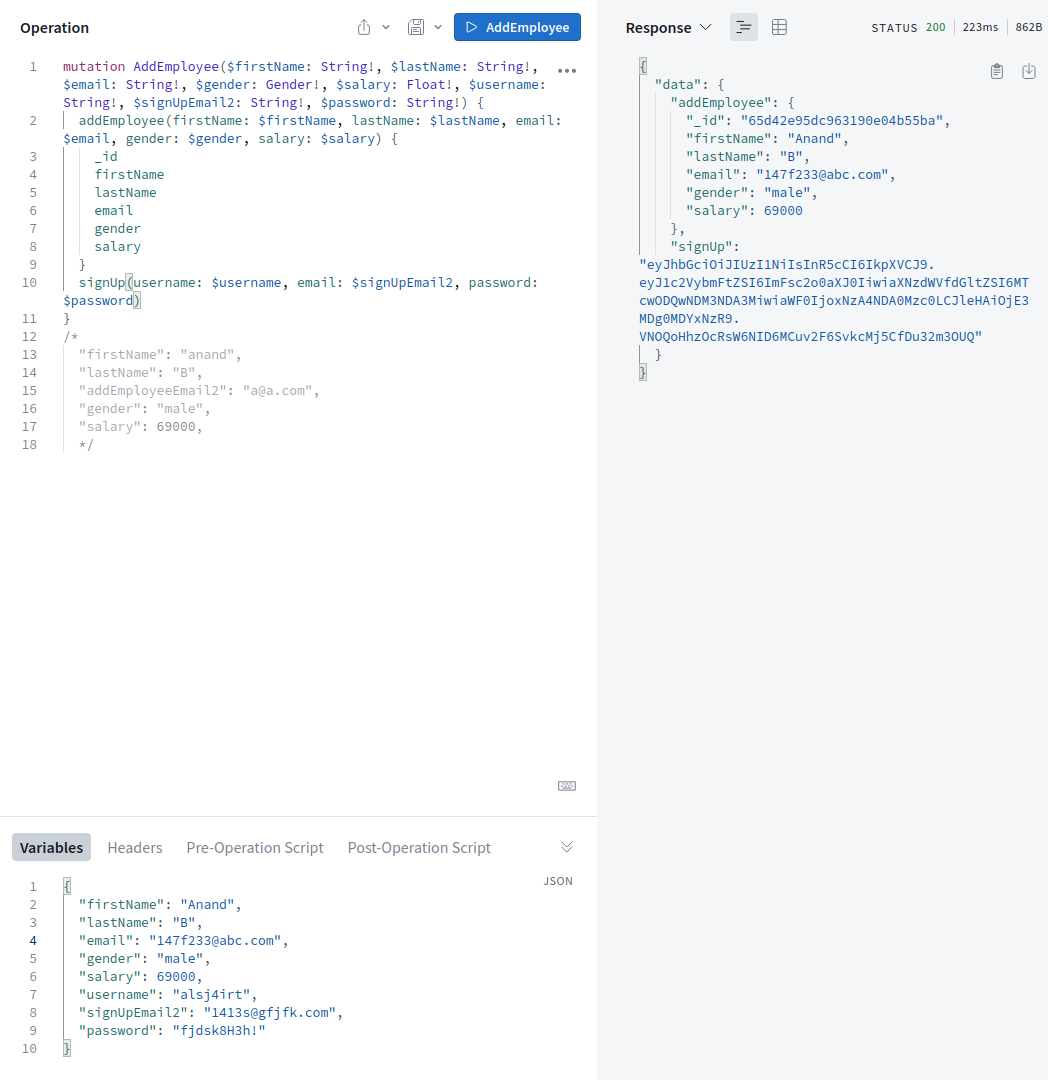 Operation
AddEmployee
1 mutation AddEmployee($firstName: String!, $lastName: String!,
$email: String!, $gender: Gender!, $salary: Float!, $username:
String!, $signUpEmail2: String!, $password: String!) {
2 addEmployee(firstName: $firstName, lastName: $lastName, email:
$email, gender: $gender, salary: $salary) {
3 _id
4 firstName
5 lastName
6 email
7 gender
8 salary
9 }
10 signUp(username: $username, email: $signUpEmail2, password:
$password)
11 }
12 /*
13 "firstName": "anand",
14 "lastName": "B",
15 "addEmployeeEmail2": "a@a.com",
16 "gender": "male",
17 "salary": 69000,
18 */
Variables Headers Pre-Operation Script Post-Operation Script
JSON
1 {
2 "firstName": "Anand",
3 "lastName": "B",
4 "email": "147f233@abc.com",
5 "gender": "male",
6 "salary": 69000,
7 "username": "alsj4irt",
8 "signUpEmail2": "1413s@gfjfk.com",
9 "password": "fjdsk8H3h!"
10 }
Response STATUS 200 223ms 862B
{
"data": {
"addEmployee": {
"_id": "65d42e95dc963190e04b55ba",
"firstName": "Anand",
"lastName": "B",
"email": "147f233@abc.com",
"gender": "male",
"salary": 69000
},
"signUp":
"eyJhbGciOiJIUzI1NiIsInR5cCI6IkpXVCJ9.
eyJ1c2VybmFtZSI6ImFsc2o0aXJ0IiwiaXNzdWVfdGltZSI6MT
cwODQwNDM3NDA3MiwiaWF0IjoxNzA4NDA0Mzc0LCJleHAiOjE3
MDg0MDYxNzR9.
VNOQoHhzOcRsW6NID6MCuv2F6SvkcMj5CfDu32m3OUQ"
}
}